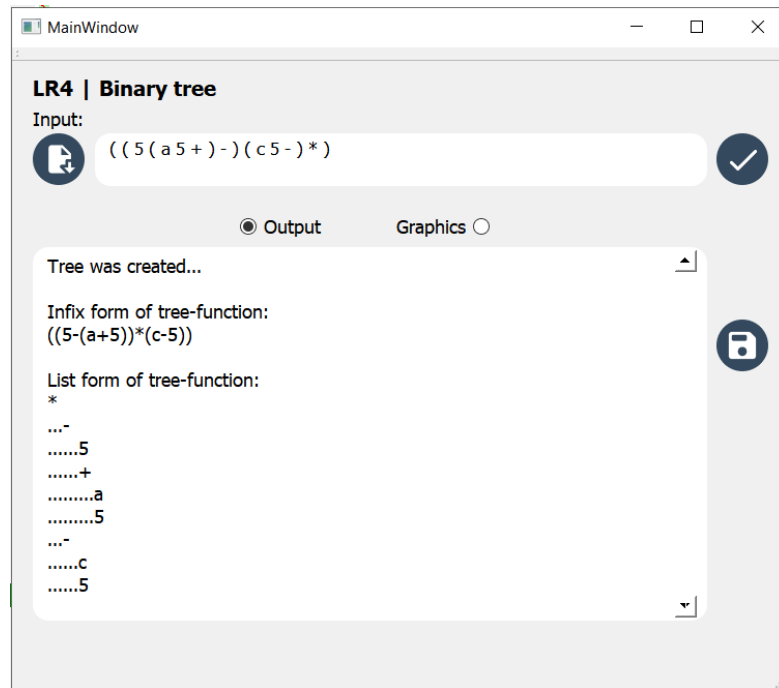 MainWindow
LR4 | Binary tree
Input:
((5(a5+)-)(c5-)*)
Output Graphics
Tree was created...
Infix form of tree-function:
((5-(a+5))*(c-5))
List form of tree-function:
*
...-
......5
......+
.........a
.........5
...-
......c
......5